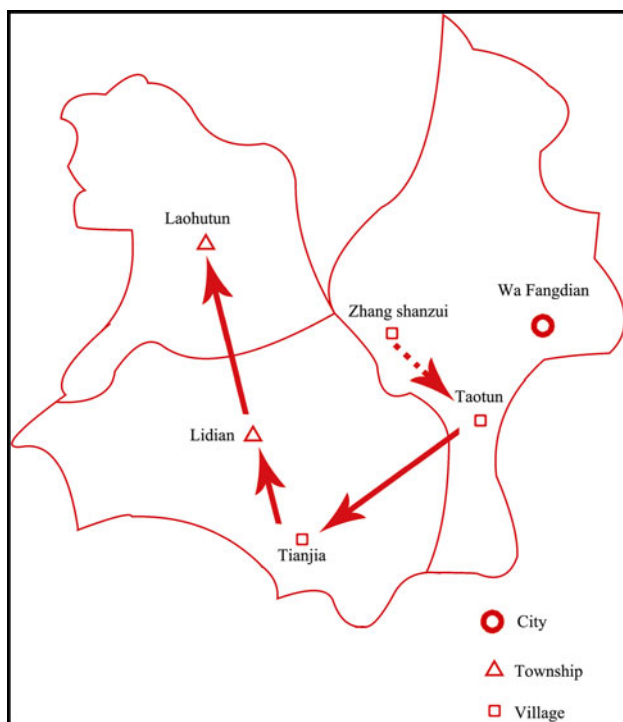 Laohutun
Wa Fangdian
Zhang shanzui
Taotun
Lidian
Tianjia
City
Township
Village